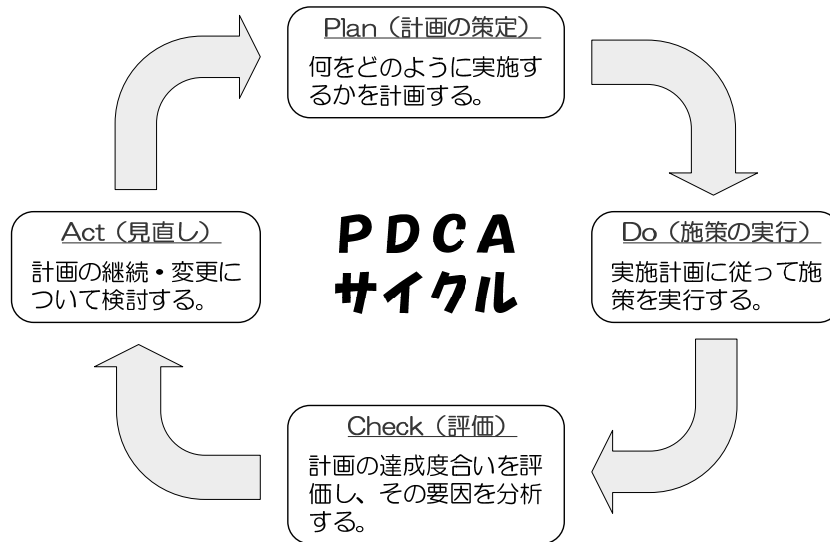 Plan（計画の策定）
何をどのように実施す
るかを計画する。
Do（施策の実行）
実施計画に従って施
策を実行する。
Check（評価）
計画の達成度合いを評
価し、その要因を分析
する。
Act（見直し）
計画の継続・変更に
ついて検討する。
PDCA
サイクル